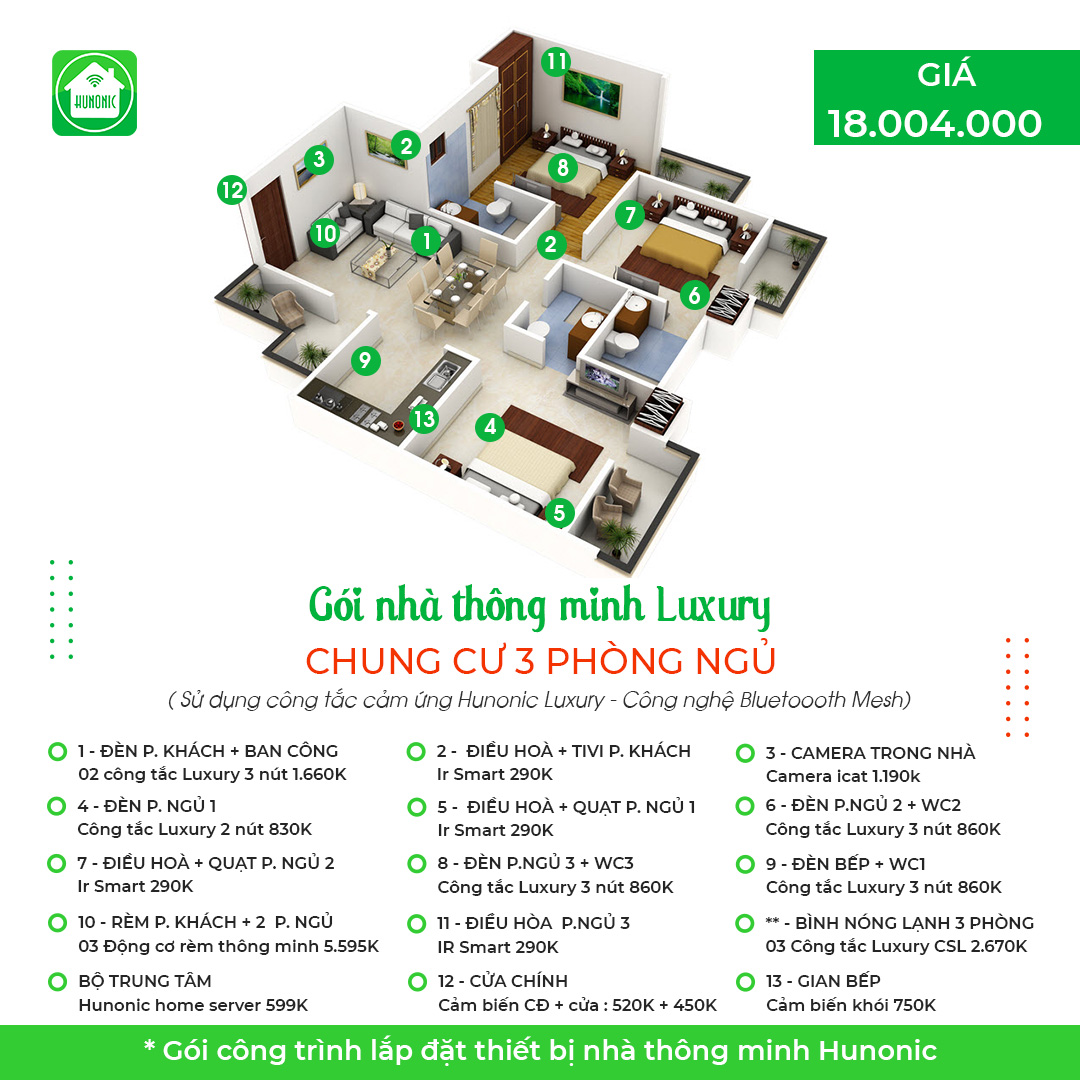 HUNONIC
GIÁ
18.004.000
11
2
3
8
12
7
10
1
2
6
9
13
4
5
Gói nhà thông minh Luxury
CHUNG CƯ 3 PHÒNG NGỦ
( Sử dụng công tắc cảm ứng Hunonic Luxury - Công nghệ Bluetoooth Mesh)
1 - ĐÈN P. KHÁCH + BAN CÔNG
02 công tắc Luxury 3 nút 1.660K
2 - ĐIỀU HOÀ + TIVI P. KHÁCH
Ir Smart 290K
3 - CAMERA TRONG NHÀ
Camera icat 1.190k
4 - ĐÈN P. NGỦ 1
Công tắc Luxury 2 nút 830K
5 - ĐIỀU HOÀ + QUẠT P. NGỦ 1
Ir Smart 290K
6 - ĐÈN P.NGỦ 2 + WC2
Công tắc Luxury 3 nút 860K
7 - ĐIỀU HOÀ + QUẠT P. NGỦ 2
Ir Smart 290K
8 - ĐÈN P.NGỦ 3 + WC3
Công tắc Luxury 3 nút 860K
9 - ĐÈN BẾP + WC1
Công tắc Luxury 3 nút 860K
10 - RÈM P. KHÁCH + 2 P. NGỦ
03 Động cơ rèm thông minh 5.595K
11 - ĐIỀU HÒA P.NGỦ 3
IR Smart 290K
** - BÌNH NÓNG LẠNH 3 PHÒNG
03 Công tắc Luxury CSL 2.670K
BỘ TRUNG TÂM
Hunonic home server 599K
12 - CỬA CHÍNH
Cảm biến CĐ + cửa : 520K + 450K
13 - GIAN BẾP
Cảm biến khói 750K
* Gói công trình lắp đặt thiết bị nhà thông minh Hunonic